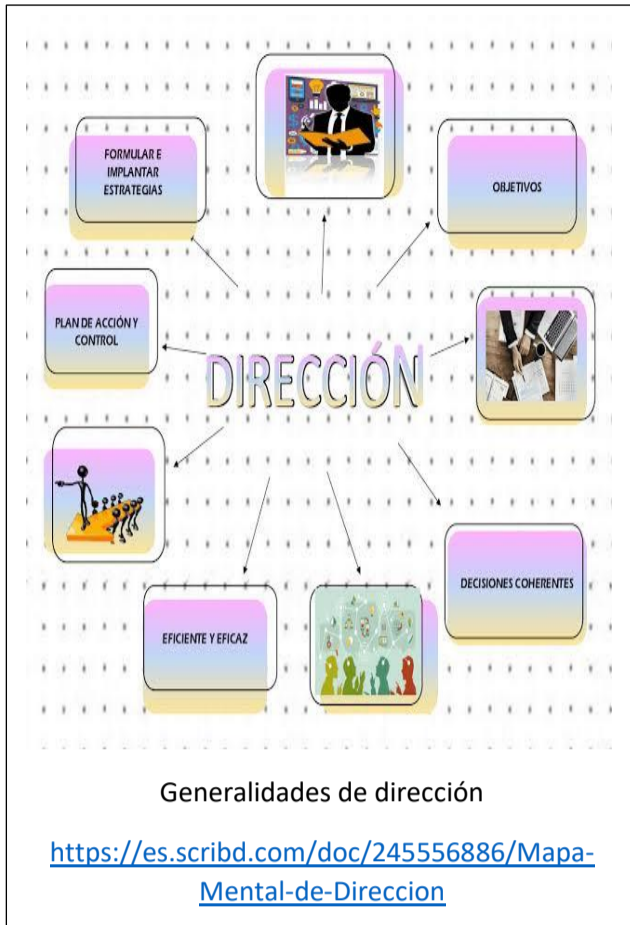 FORMULAR E
IMPLANTAR
ESTRATEGIAS
OBJETIVOS
PLAN DE ACCIÓN Y
CONTROL
DIRECCIÓN
DECISIONES COHERENTES
EFICIENTE Y EFICAZ
Generalidades de dirección
https://es.scribd.com/doc/245556886/Mapa-
Mental-de-Direccion